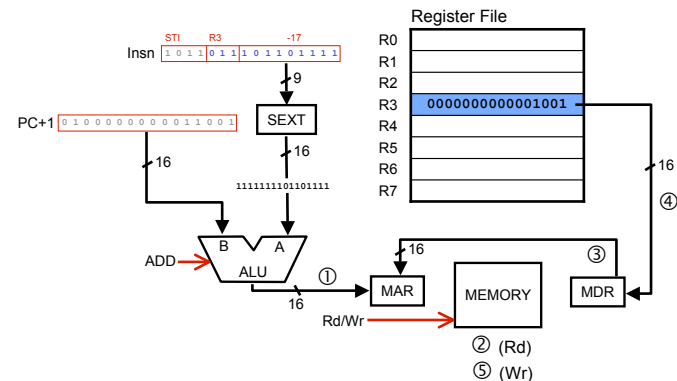 Register File
STI R3 -17
Insn 1 0 1 1 0 1 1 1 0 1 1 0 1 1 1 1
R0
R1
R2
R3 0000000000001001
R4
R5
R6
R7
9
SEXT
PC+1 0 1 0 0 0 0 0 0 0 0 0 1 1 0 0 1
16
16
16
④
1111111101101111
B A
ADD
ALU
①
16
16
③
MAR
MEMORY
MDR
Rd/Wr
② (Rd)
⑤ (Wr)